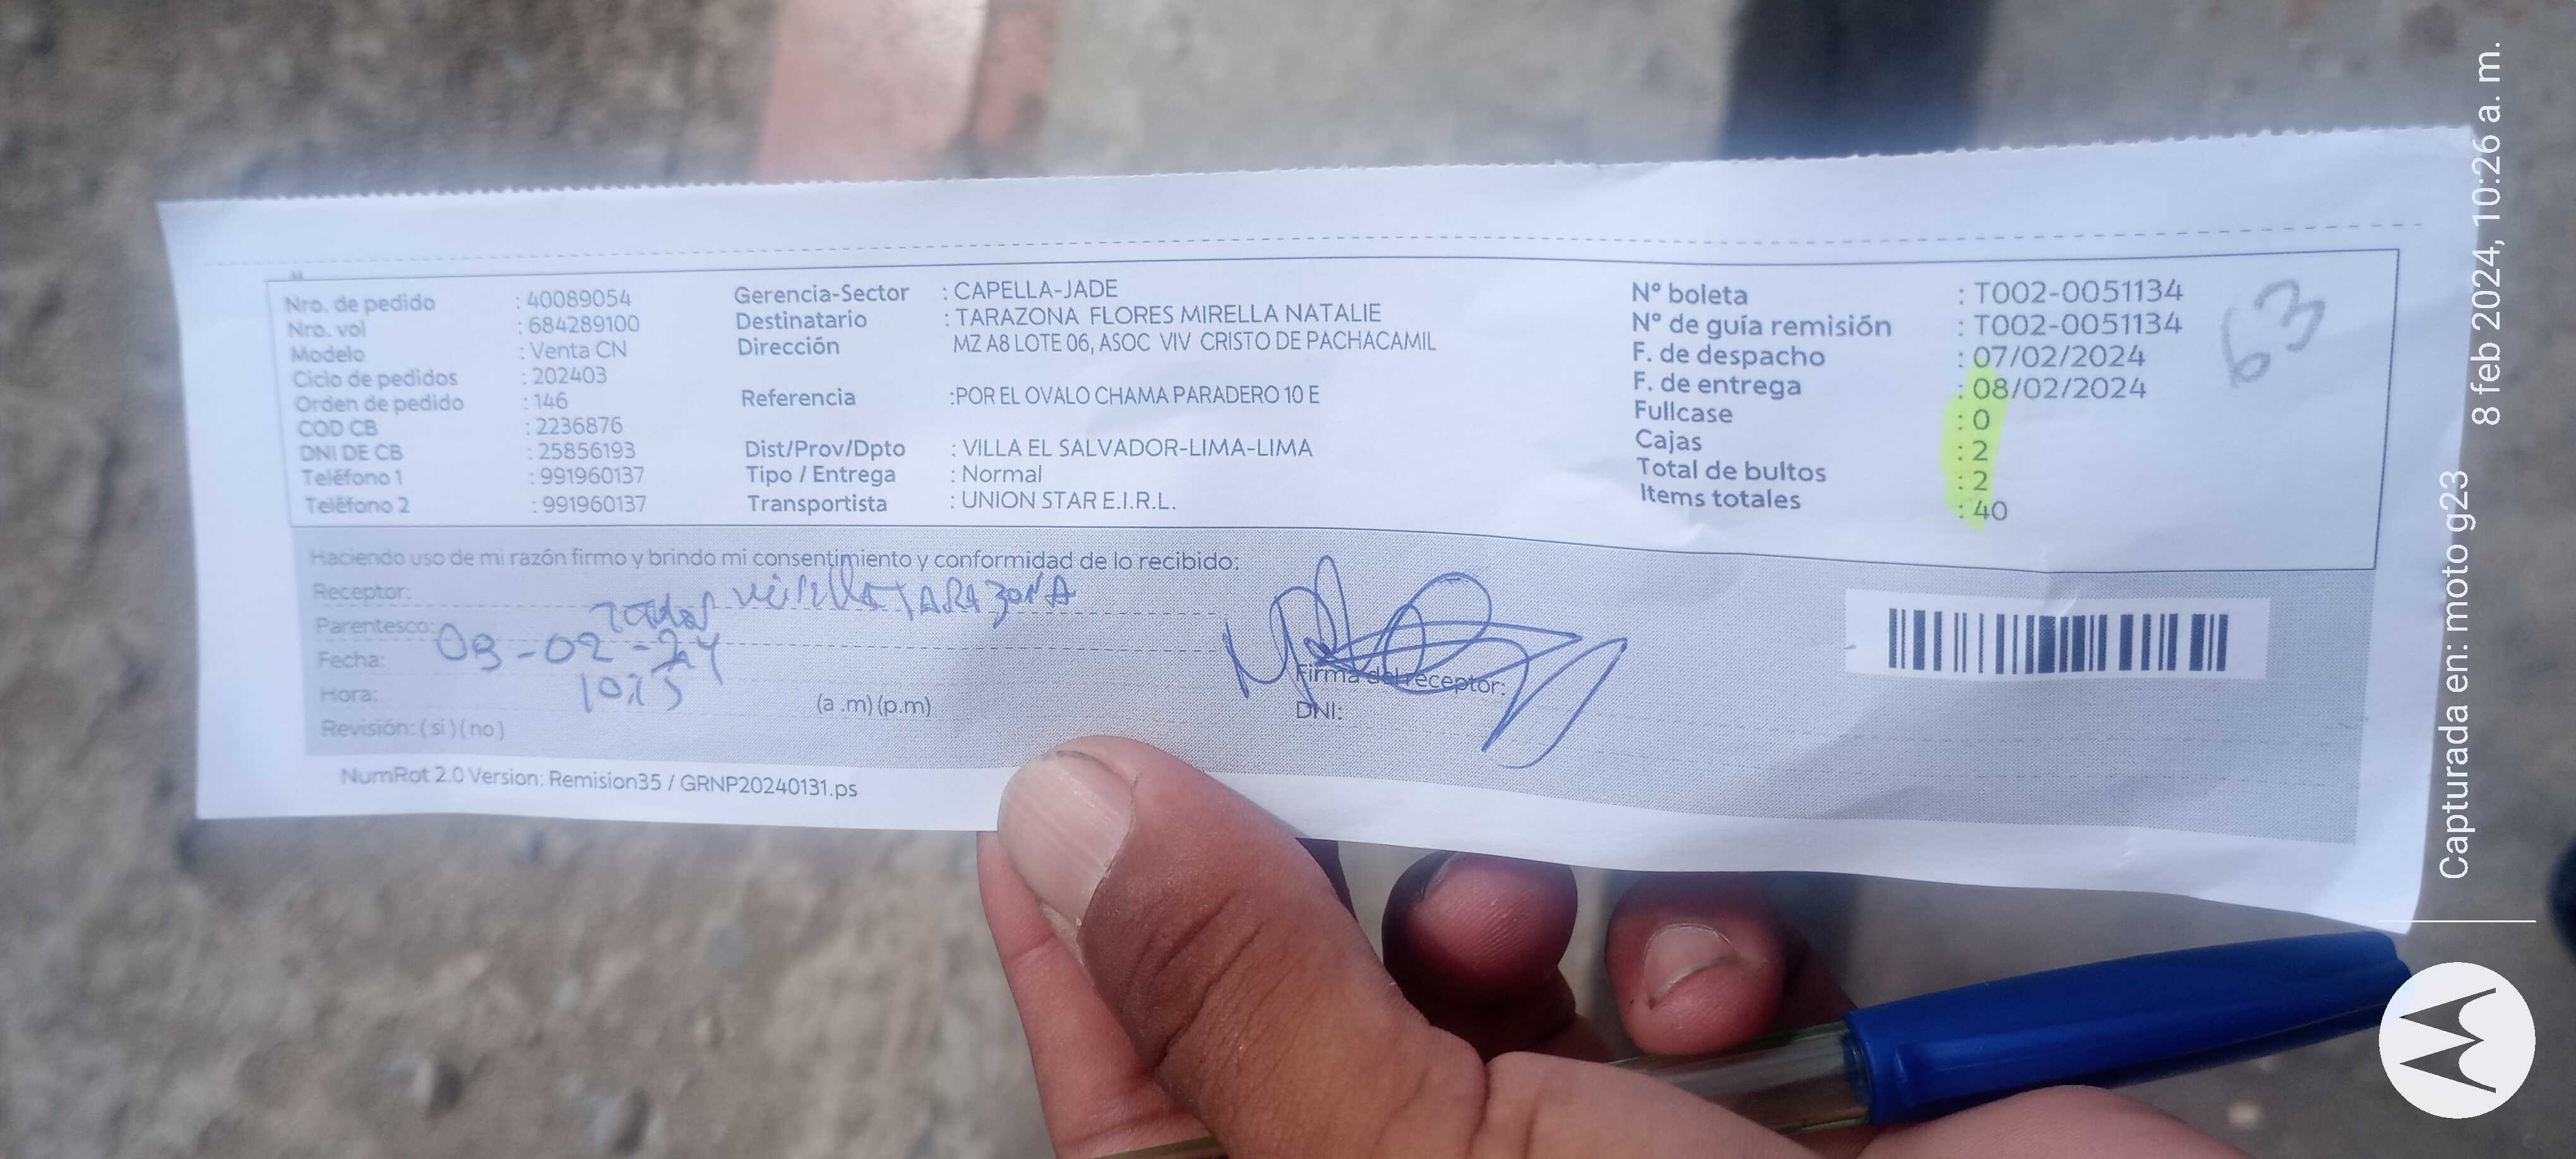 Nro. de pedido : 40089054
Nro. vol : 684289100
Modelo : Venta CN
Ciclo de pedidos : 202403
Orden de pedido : 146
COD CB : 2236876
DNI DE CB : 25856193
Teléfono 1 : 991960137
Teléfono 2 : 991960137
Gerencia-Sector : CAPELLA-JADE
Destinatario : TARAZONA FLORES MIRELLA NATALIE
Dirección MZ A8 LOTE 06, ASOC VIV CRISTO DE PACHACAMIL
Referencia :POR EL OVALO CHAMA PARADERO 10 E
Dist/Prov/Dpto : VILLA EL SALVADOR-LIMA-LIMA
Tipo / Entrega : Normal
Transportista : UNION STAR E.I.R.L.
N° boleta : T002-0051134
N° de guía remisión : T002-0051134
F. de despacho : 07/02/2024
F. de entrega : 08/02/2024
Fullcase : 0
Cajas : 2
Total de bultos : 2
Items totales : 40
63
Haciendo uso de mi razón firmo y brindo mi consentimiento y conformidad de lo recibido:
Receptor: TARAZONA
Parentesco:
Fecha: 08-02-24
Hora: (a .m) (p.m)
Revisión: ( si ) ( no )
Firma del receptor:
DNI:
NumRot 2.0 Version: Remision35 / GRNP20240131.ps
Capturada en: moto g23 8 feb 2024, 10:26 a. m.